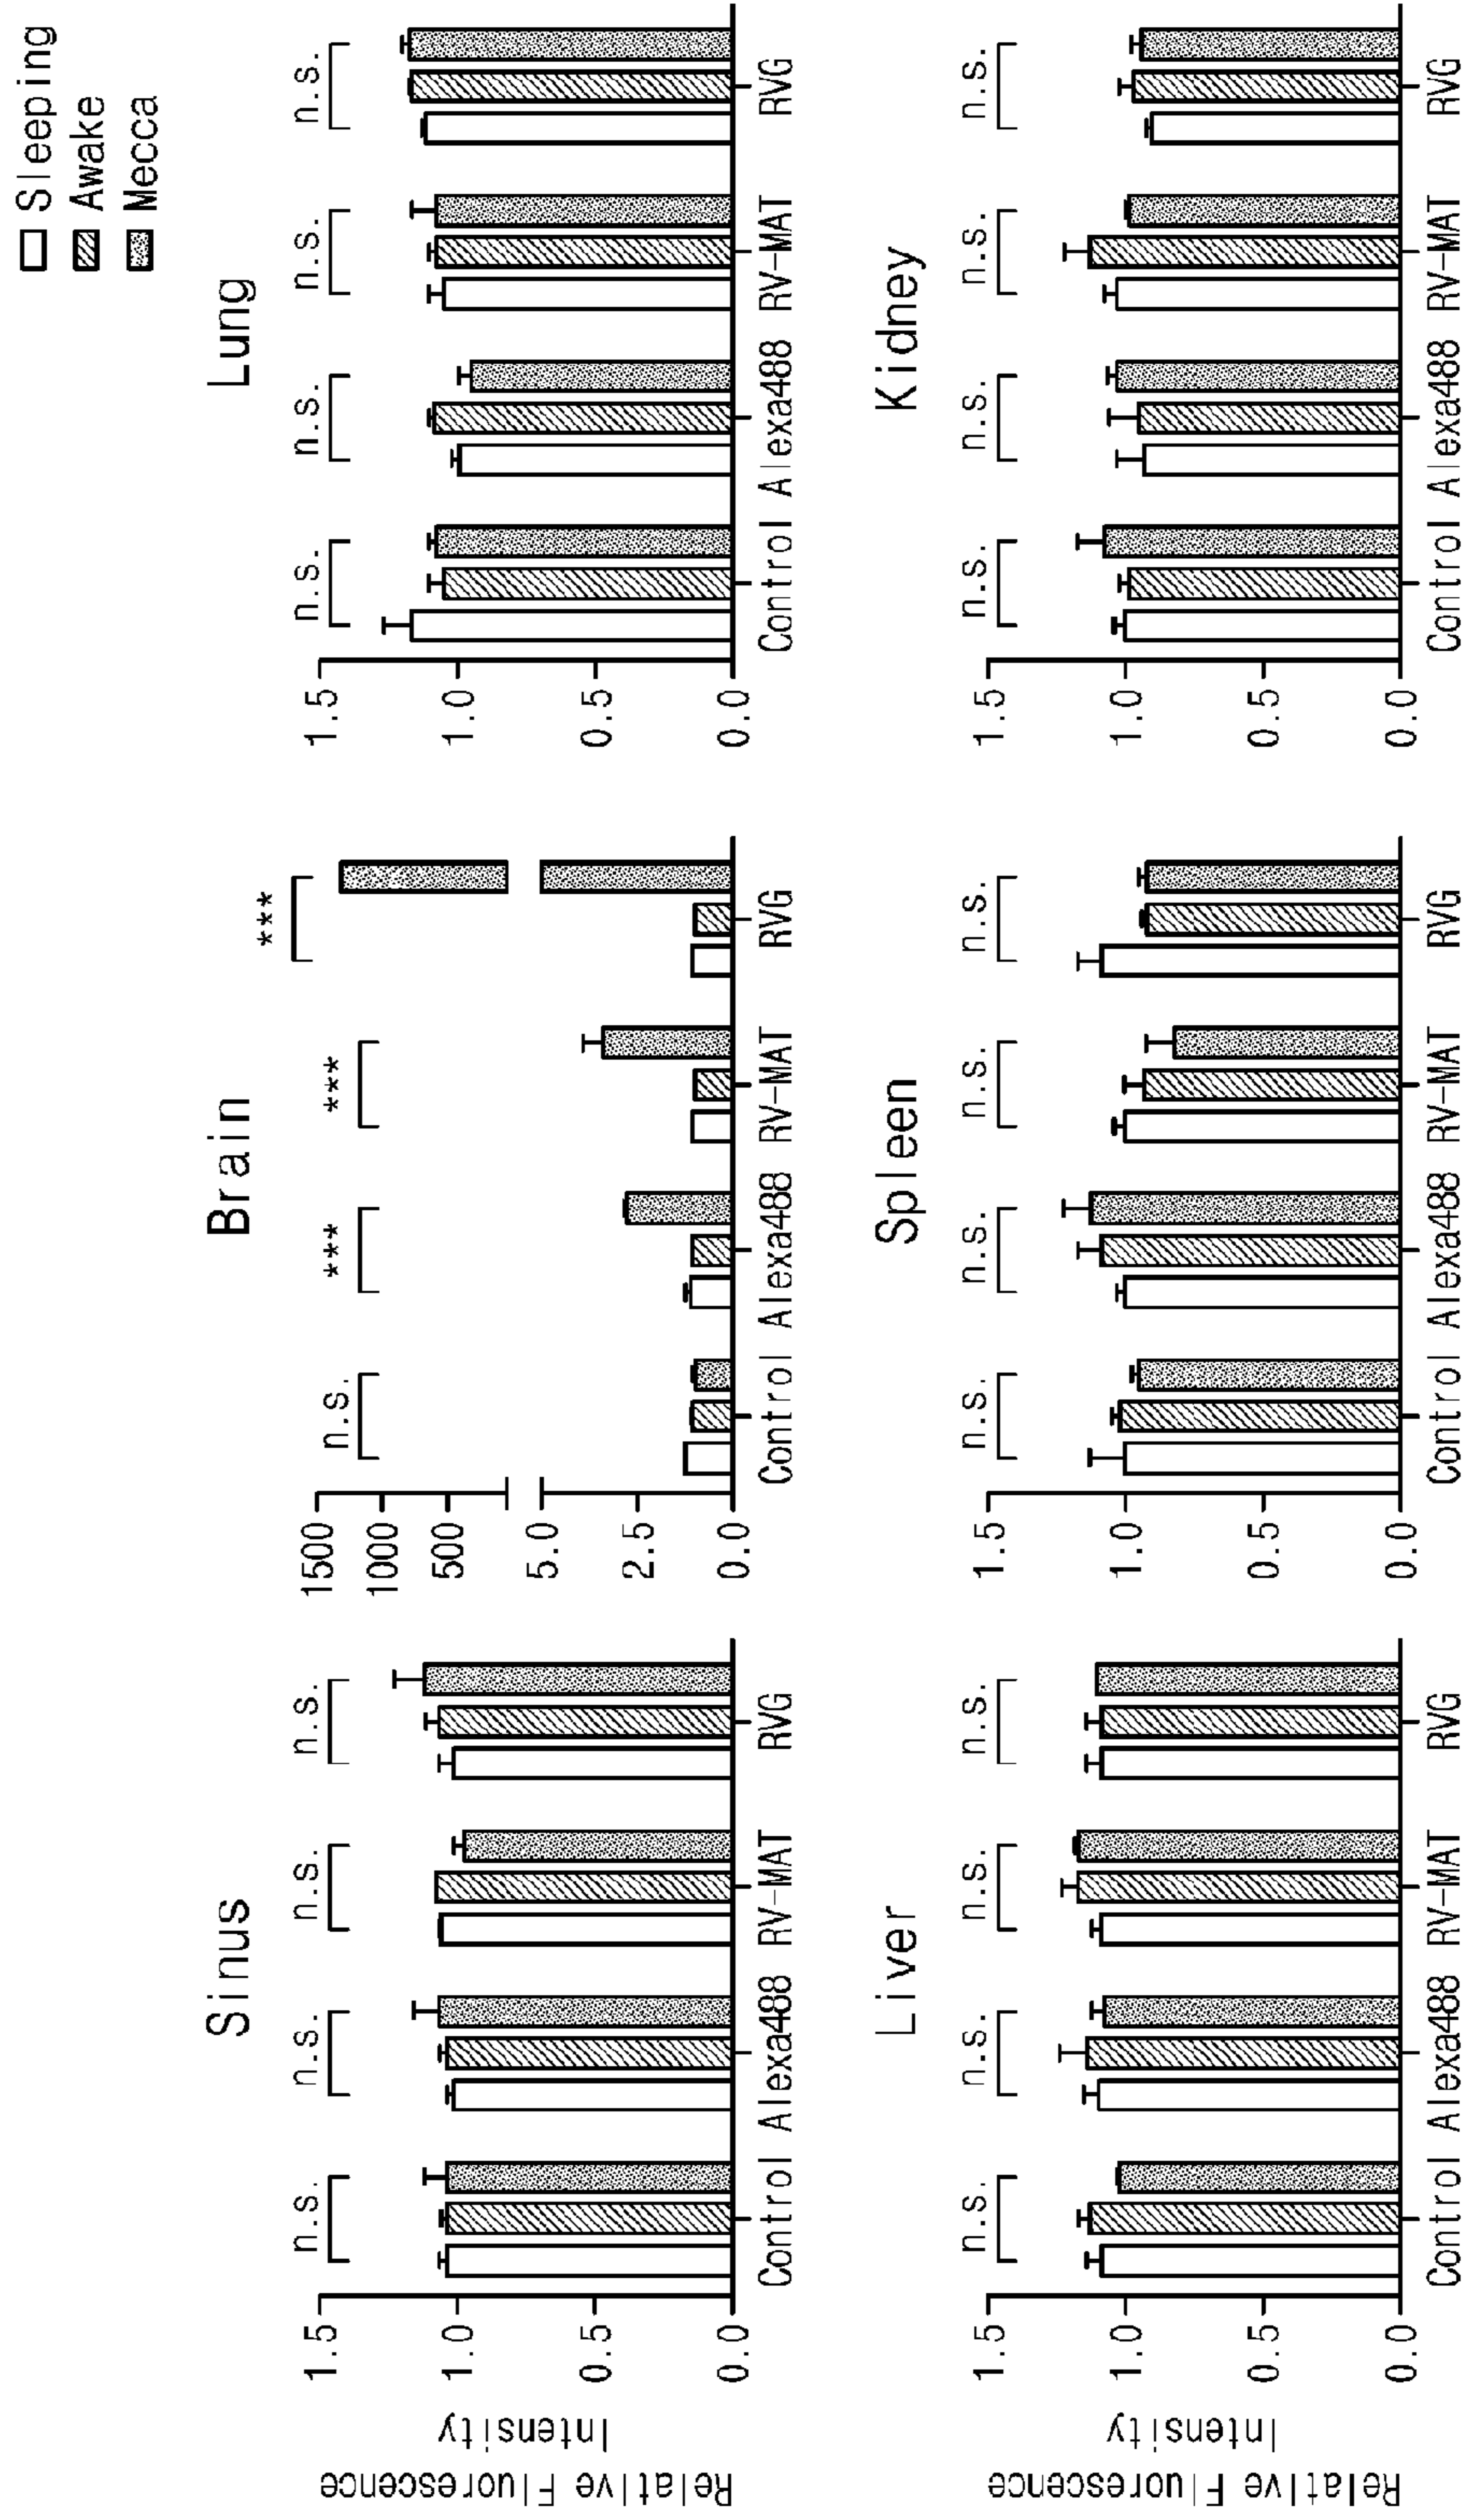 Sleeping
Awake
Mecca
Sinus
Relative Fluorescence
Intensity
1.5
1.0
0.5
0.0
n.s.
n.s.
n.s.
n.s.
Control Alexa488 RV-MAT RVG
Brain
1500
1000
500
5.0
2.5
0.0
n.s.
***
***
***
Control Alexa488 RV-MAT RVG
Lung
1.5
1.0
0.5
0.0
n.s.
n.s.
n.s.
n.s.
Control Alexa488 RV-MAT RVG
Liver
Relative Fluorescence
Intensity
1.5
1.0
0.5
0.0
n.s.
n.s.
n.s.
n.s.
Control Alexa488 RV-MAT RVG
Spleen
1.5
1.0
0.5
0.0
n.s.
n.s.
n.s.
n.s.
Control Alexa488 RV-MAT RVG
Kidney
1.5
1.0
0.5
0.0
n.s.
n.s.
n.s.
n.s.
Control Alexa488 RV-MAT RVG